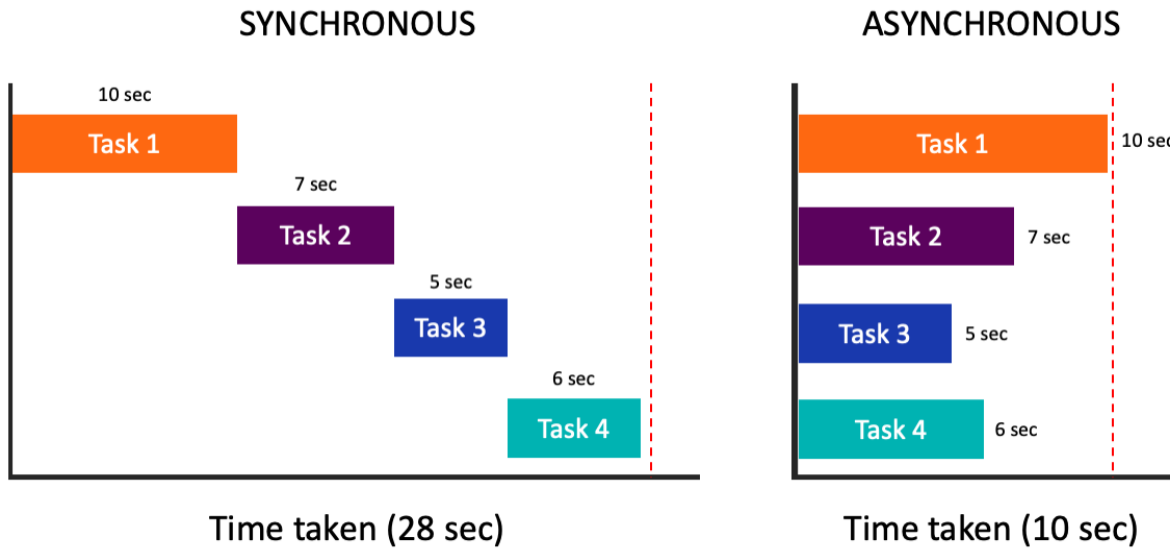 SYNCHRONOUS
10 sec
Task 1
7 sec
Task 2
5 sec
Task 3
6 sec
Task 4
Time taken (28 sec)
ASYNCHRONOUS
Task 1
10 sec
Task 2
7 sec
Task 3
5 sec
Task 4
6 sec
Time taken (10 sec)